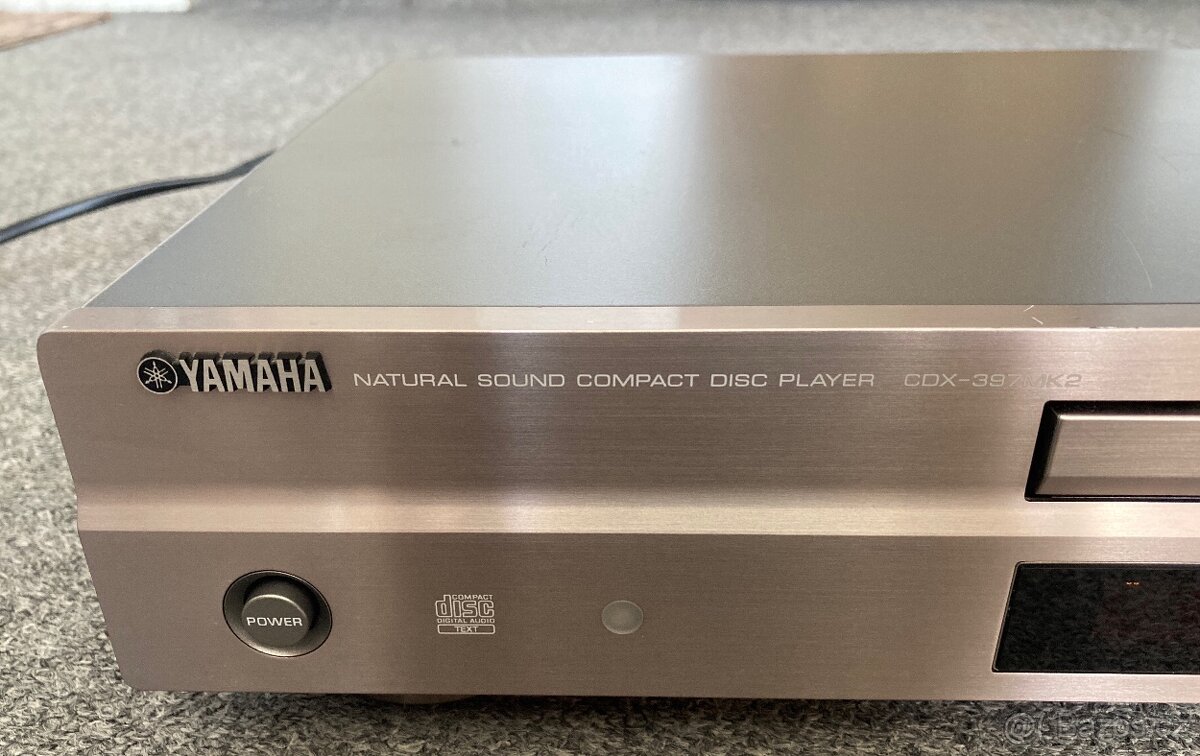 YAMAHA NATURAL SOUND COMPACT DISC PLAYER CDX-397MK2
POWER
COMPACT
disc
DIGITAL AUDIO
TEXT